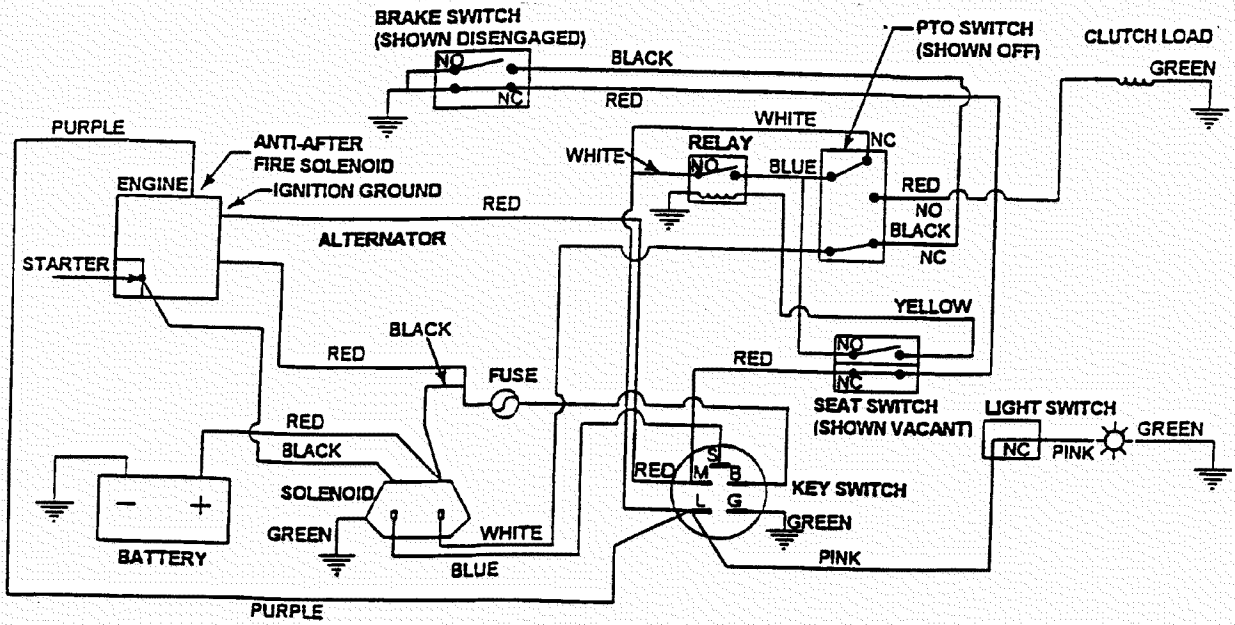 BRAKE SWITCH
(SHOWN DISENGAGED)
NO
NC
BLACK
RED
PTO SWITCH
(SHOWN OFF)
CLUTCH LOAD
GREEN
PURPLE
ANTI-AFTER
FIRE SOLENOID
ENGINE
IGNITION GROUND
WHITE
RELAY
WHITE
NO
BLUE
NC
RED
NO
BLACK
NC
RED
ALTERNATOR
STARTER
YELLOW
BLACK
RED
FUSE
RED
NO
NC
SEAT SWITCH
(SHOWN VACANT)
LIGHT SWITCH
NC
PINK
GREEN
RED
BLACK
RED
S
M
B
L
G
KEY SWITCH
GREEN
SOLENOID
GREEN
WHITE
BLUE
PINK
-
+
BATTERY
PURPLE